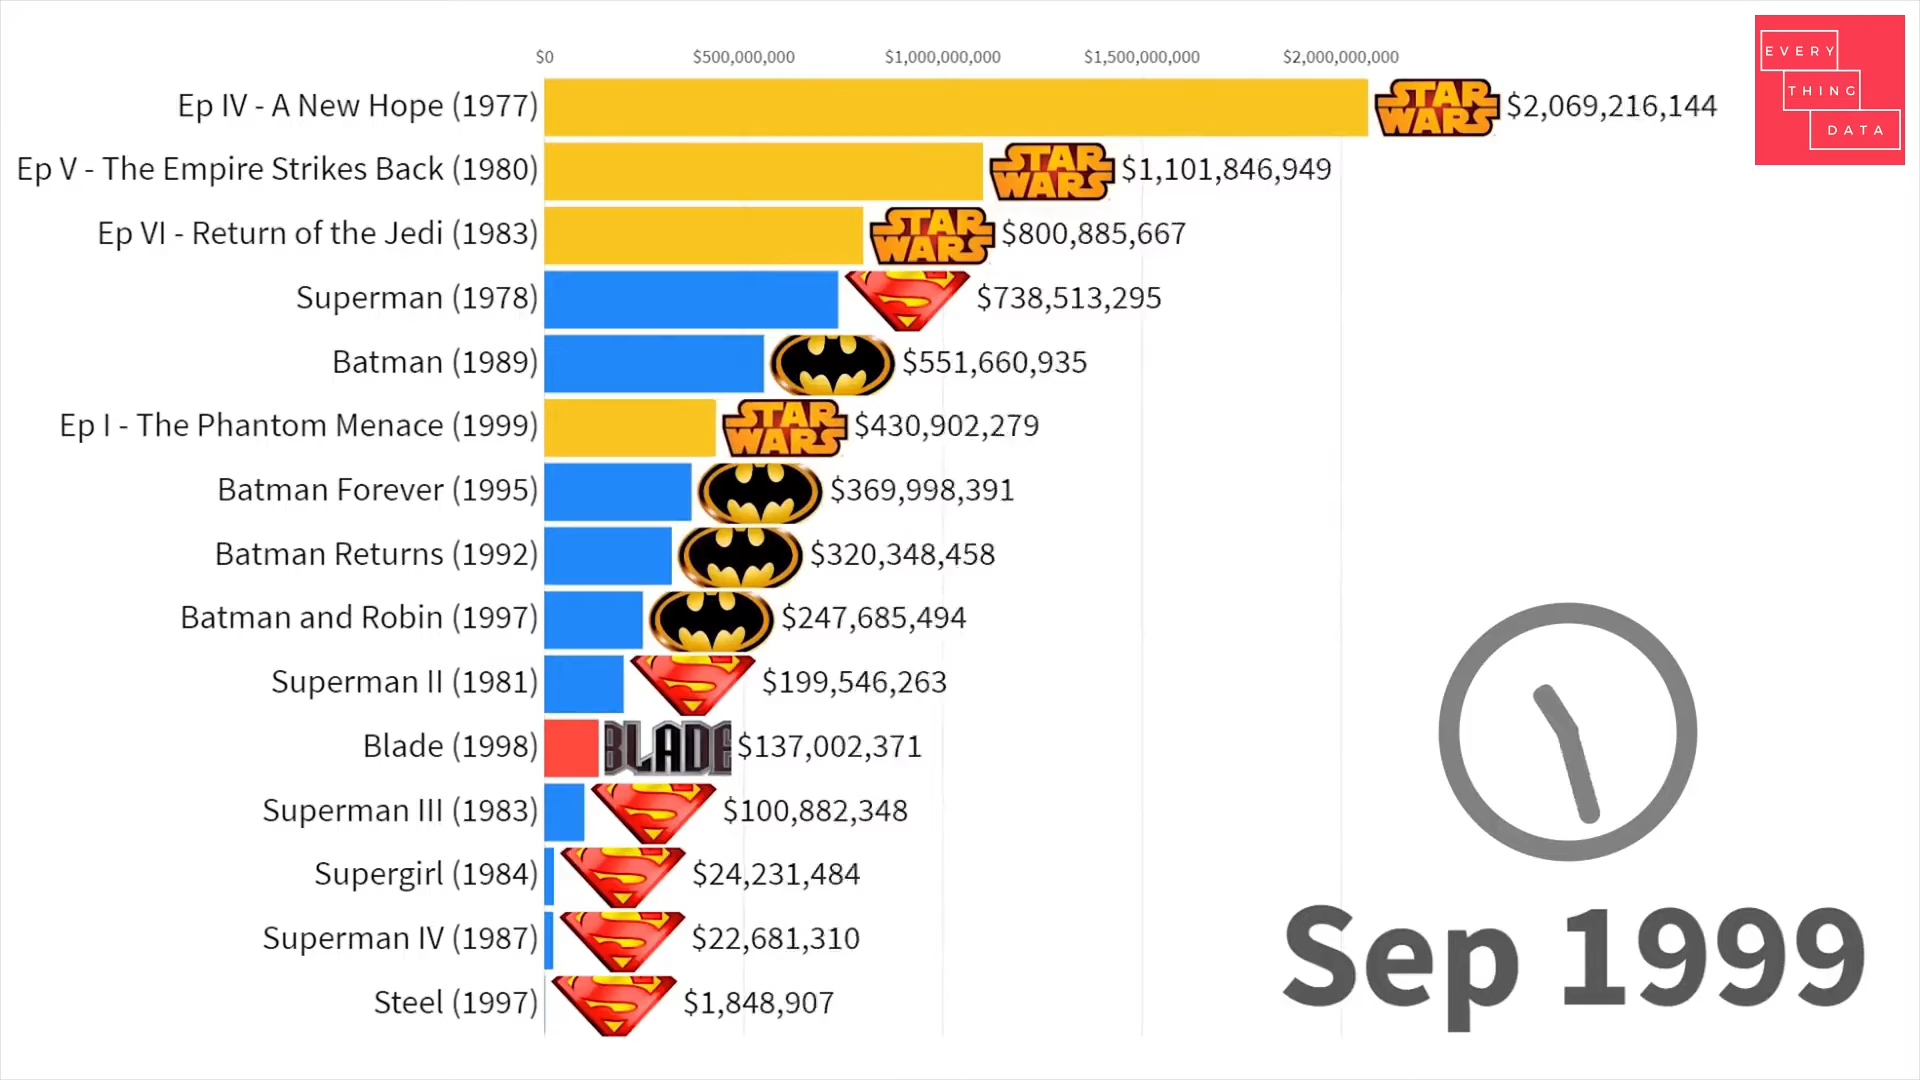 $0 $500,000,000 $1,000,000,000 $1,500,000,000 $2,000,000,000
EVERY
THING
DATA
Ep IV - A New Hope (1977) STAR WARS $2,069,216,144
Ep V - The Empire Strikes Back (1980) STAR WARS $1,101,846,949
Ep VI - Return of the Jedi (1983) STAR WARS $800,885,667
Superman (1978) $738,513,295
Batman (1989) $551,660,935
Ep I - The Phantom Menace (1999) STAR WARS $430,902,279
Batman Forever (1995) $369,998,391
Batman Returns (1992) $320,348,458
Batman and Robin (1997) $247,685,494
Superman II (1981) $199,546,263
Blade (1998) BLADE $137,002,371
Superman III (1983) $100,882,348
Supergirl (1984) $24,231,484
Superman IV (1987) $22,681,310
Steel (1997) $1,848,907
Sep 1999